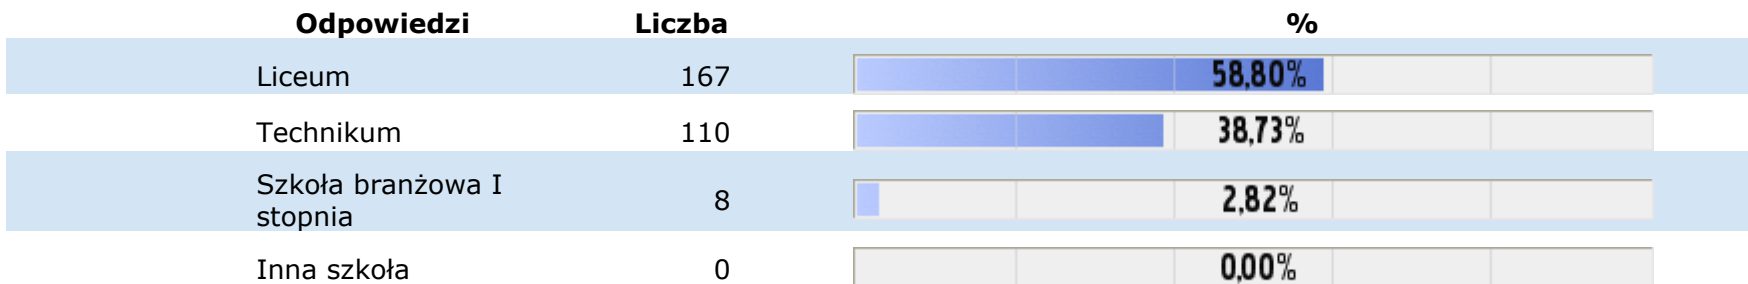 Odpowiedzi Liczba %
Liceum 167 58,80%
Technikum 110 38,73%
Szkoła branżowa I
stopnia 8 2,82%
Inna szkoła 0 0,00%